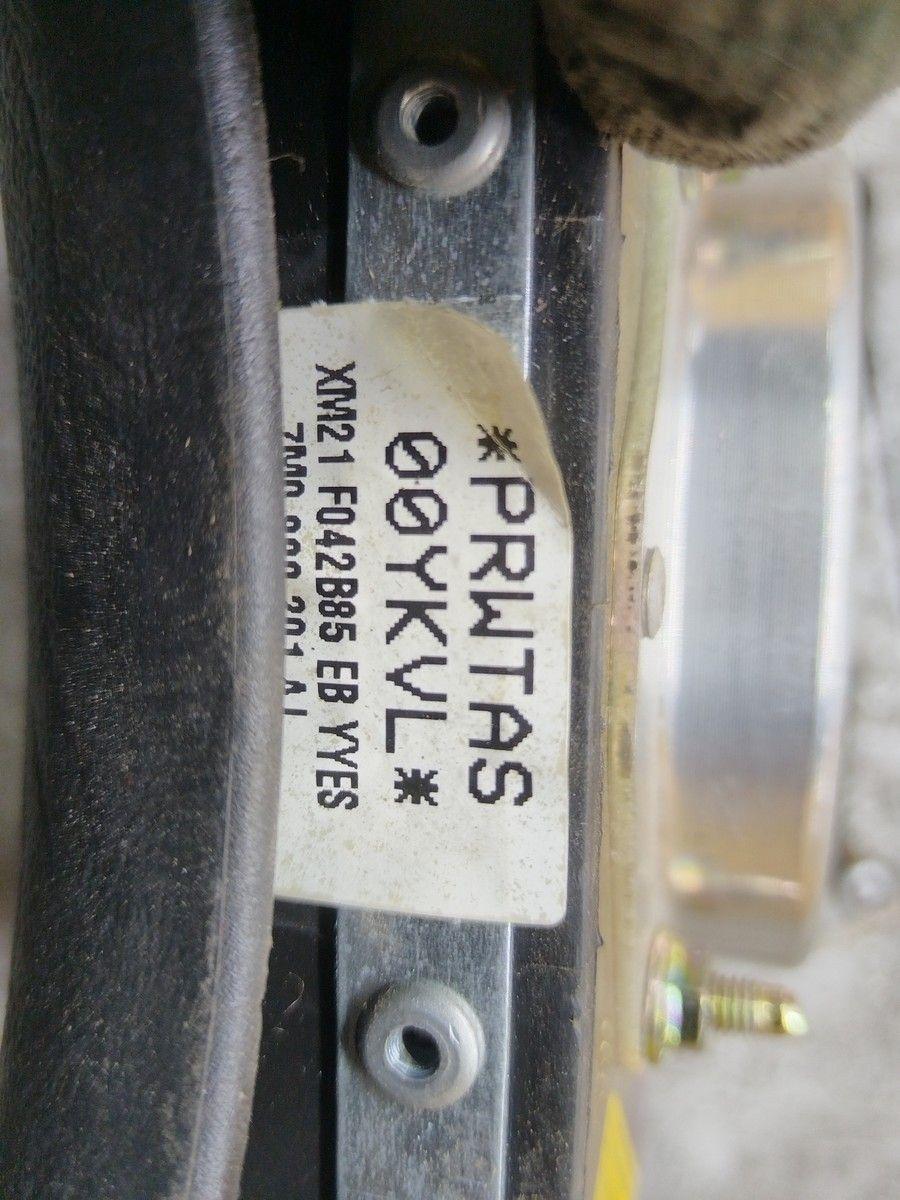 *PRWTAS
00YKVL*
XM21 F042B85 EB YYES